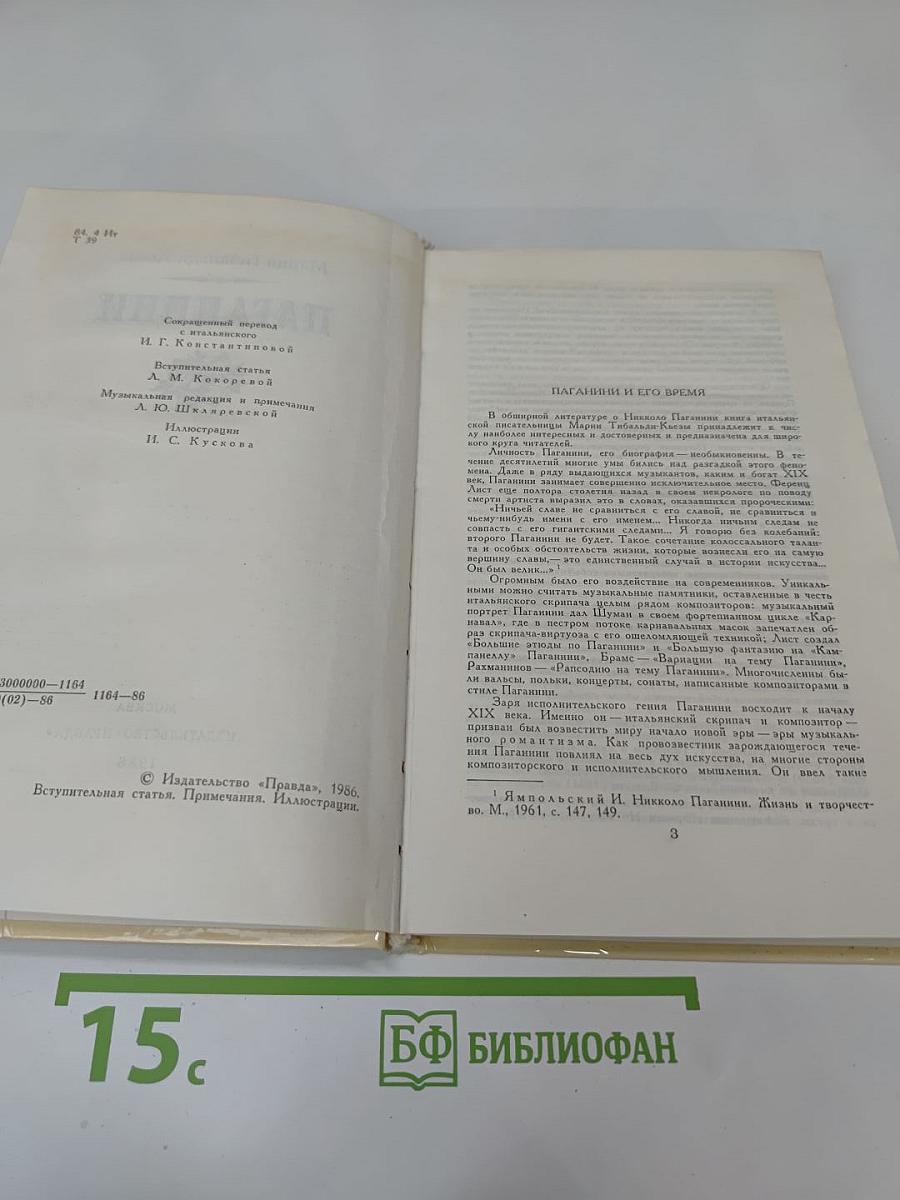 84. 4 Ит
Т 39
Сокращенный перевод
с итальянского
И. Г. Константиновой
Вступительная статья
Л. М. Кокоревой
Музыкальная редакция и примечания
Л. Ю. Шкляревской
Иллюстрации
И. С. Кускова
3000000—1164
(02)—86
1164—86
© Издательство «Правда», 1986.
Вступительная статья. Примечания. Иллюстрации.
ПАГАНИНИ И ЕГО ВРЕМЯ
В обширной литературе о Никколо Паганини книга итальян-
ской писательницы Марии Тибальди-Кьезы принадлежит к чис-
лу наиболее интересных и достоверных и предназначена для широ-
кого круга читателей.
Личность Паганини, его биография — необыкновенны. В те-
чение десятилетий многие умы бились над разгадкой этого фено-
мена. Даже в ряду выдающихся музыкантов, каким и богат XIX
век, Паганини занимает совершенно исключительное место. Ференц
Лист еще полтора столетия назад в своем некрологе по поводу
смерти артиста выразил это в словах, оказавшихся пророческими:
«Ничьей славе не сравниться с его славой, не сравниться и
чьему-нибудь имени с его именем... Никогда ничьим следам не
совпасть с его гигантскими следами... Я говорю без колебаний:
второго Паганини не будет. Такое сочетание колоссального талан-
та и особых обстоятельств жизни, которые вознесли его на самую
вершину славы,— это единственный случай в истории искусства...
Он был велик...» 1
Огромным было его воздействие на современников. Уникаль-
ными можно считать музыкальные памятники, оставленные в честь
итальянского скрипача целым рядом композиторов: музыкальный
портрет Паганини дал Шуман в своем фортепианном цикле «Кар-
навал», где в пестром потоке карнавальных масок запечатлен об-
раз скрипача-виртуоза с его ошеломляющей техникой; Лист создал
«Большие этюды по Паганини» и «Большую фантазию на «Кам-
панеллу» Паганини», Брамс — «Вариации на тему Паганини»,
Рахманинов — «Рапсодию на тему Паганини». Многочисленны бы-
ли вальсы, польки, концерты, сонаты, написанные композиторами в
стиле Паганини.
Заря исполнительского гения Паганини восходит к началу
XIX века. Именно он — итальянский скрипач и композитор —
призван был возвестить миру начало новой эры — эры музыкаль-
ного романтизма. Как провозвестник зарождающегося тече-
ния Паганини повлиял на весь дух искусства, на многие стороны
композиторского и исполнительского мышления. Он ввел такие
1 Ямпольский И. Никколо Паганини. Жизнь и творчест-
во. М., 1961, с. 147, 149.
3
15 с
БФ БИБЛИОФАН